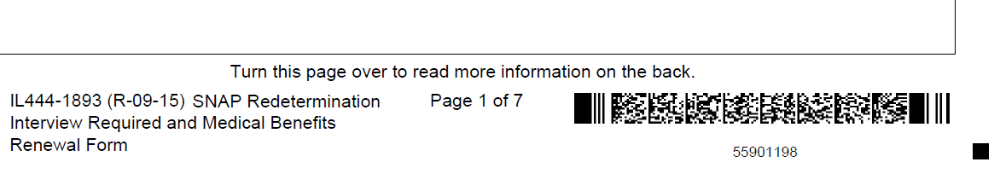 Turn this page over to read more information on the back.
IL444-1893 (R-09-15) SNAP Redetermination Page 1 of 7
Interview Required and Medical Benefits
Renewal Form
55901198